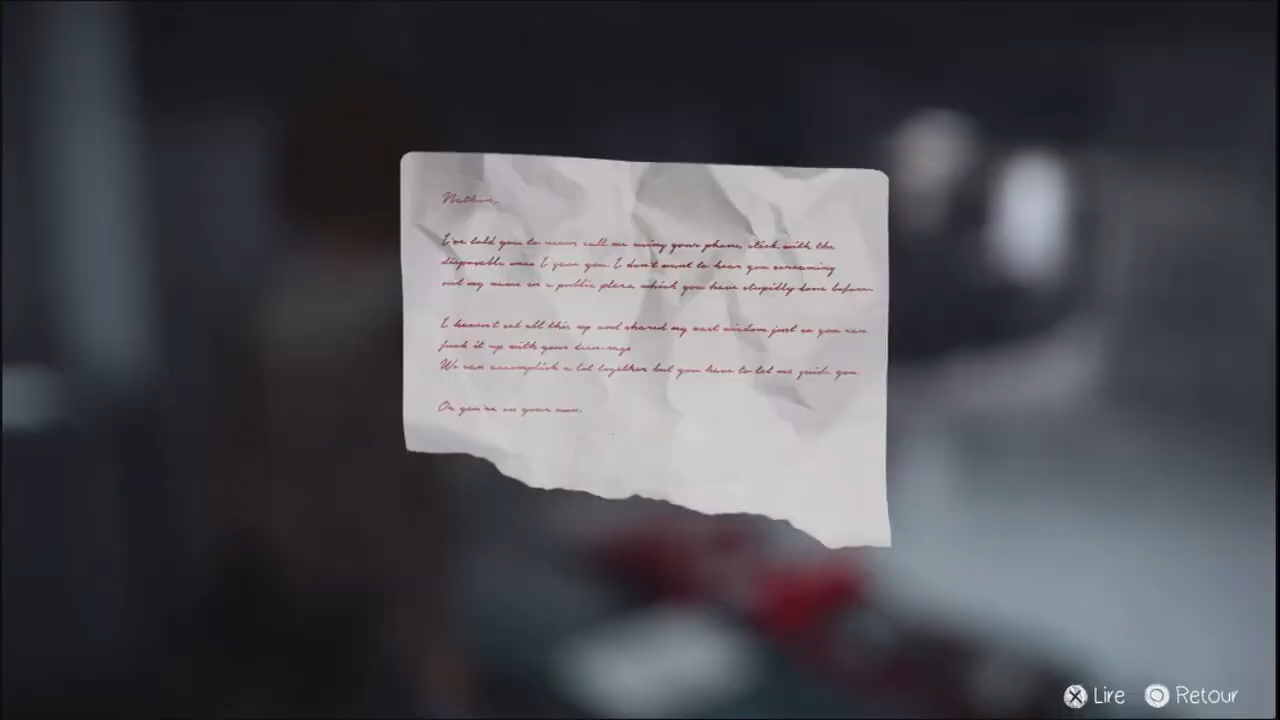 Nathan,
I've told you to never call me using your phone, stick with the
disposable ones I gave you. I don't want to hear you screaming
out my name in a public place which you have stupidly done before.
I haven't set all this up and shared my vast wisdom just so you can
fuck it up with your teen-rage
We can accomplish a lot together but you have to let me guide you
Or you're on your own.
Lire Retour